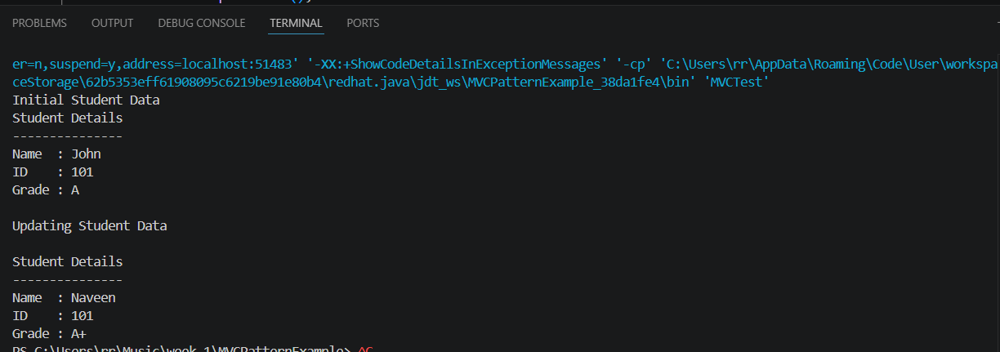 ();
PROBLEMS OUTPUT DEBUG CONSOLE TERMINAL PORTS
er=n,suspend=y,address=localhost:51483' '-XX:+ShowCodeDetailsInExceptionMessages' '-cp' 'C:\Users\rr\AppData\Roaming\Code\User\workspa
ceStorage\62b5353eff61908095c6219be91e80b4\redhat.java\jdt_ws\MVCPatternExample_38da1fe4\bin' 'MVCTest'
Initial Student Data
Student Details
---------------
Name  : John
ID    : 101
Grade : A
Updating Student Data
Student Details
---------------
Name  : Naveen
ID    : 101
Grade : A+
PS C:\Users\rr\Music\week 1\MVCPatternExample> ^C